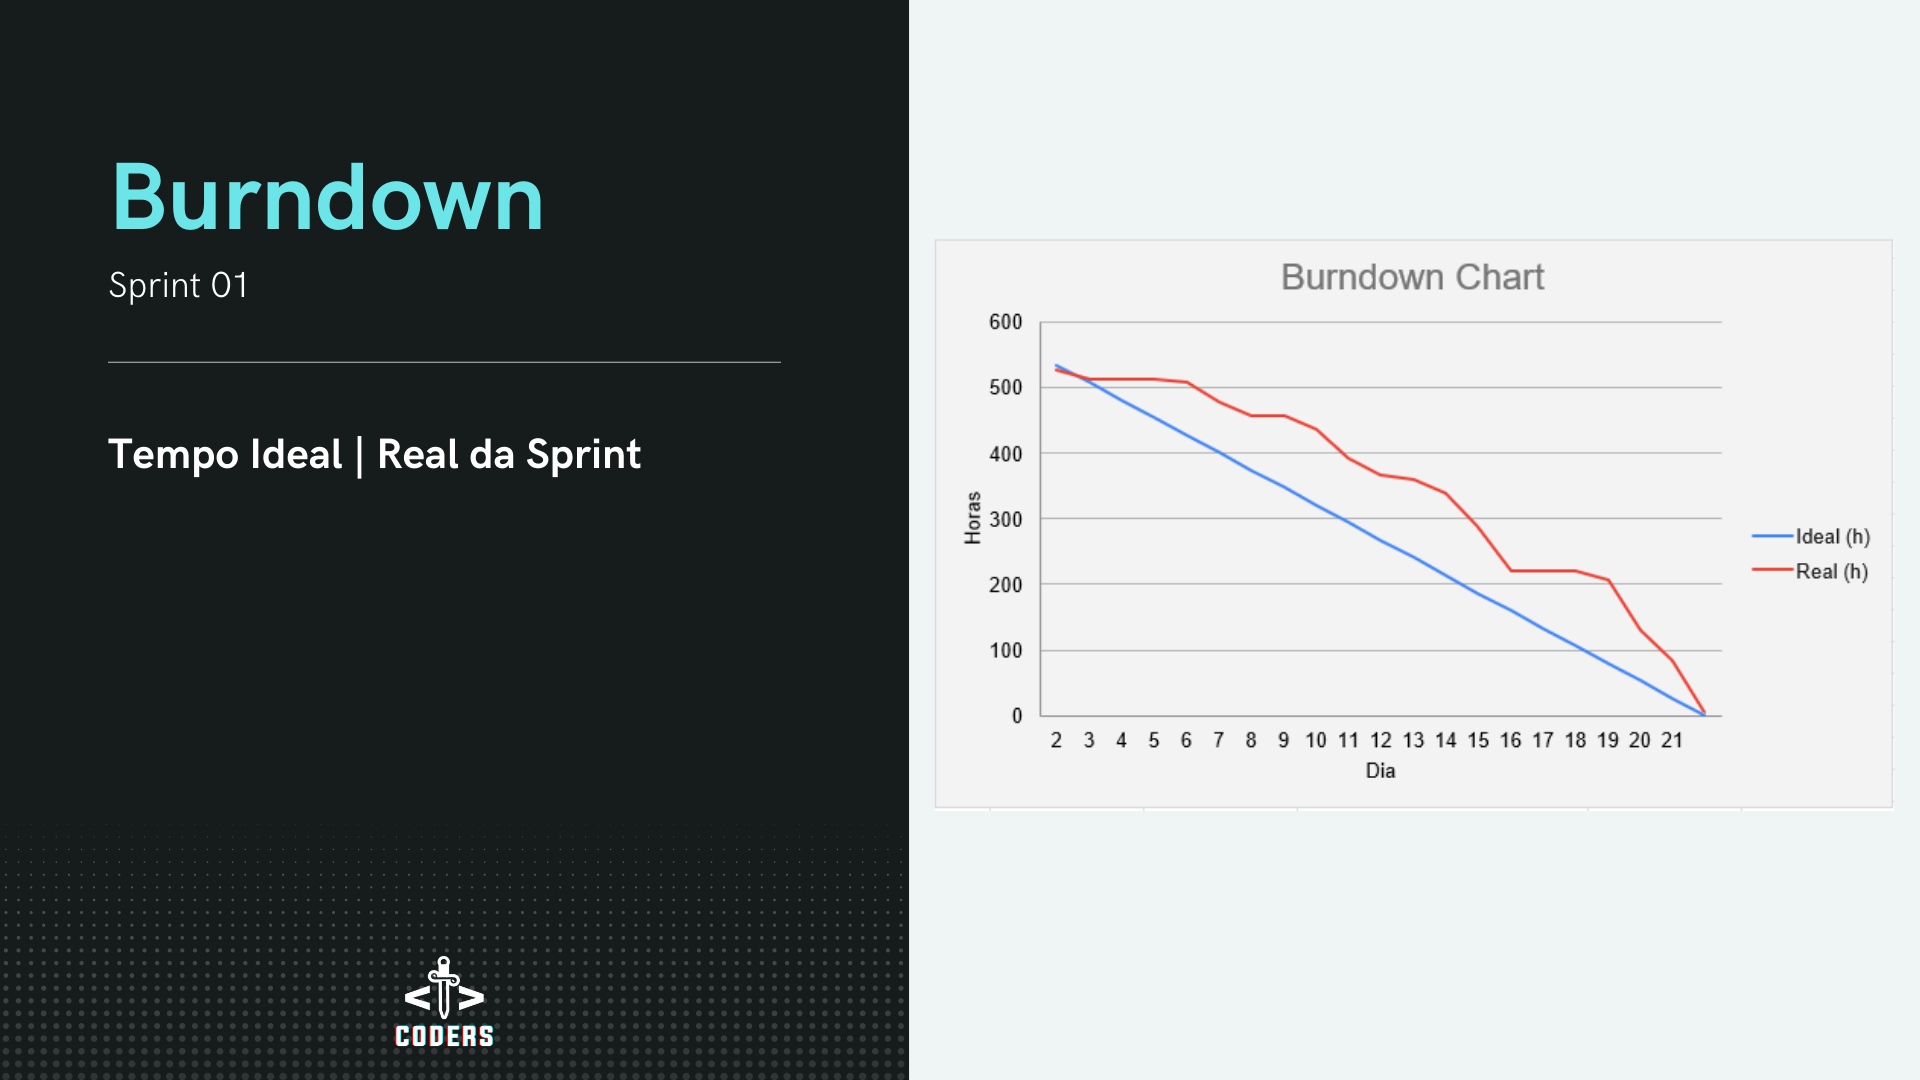 Burndown
Sprint 01
Tempo Ideal | Real da Sprint
CODERS
Burndown Chart
600
500
400
300
200
100
0
Horas
2 3 4 5 6 7 8 9 10 11 12 13 14 15 16 17 18 19 20 21
Dia
Ideal (h)
Real (h)